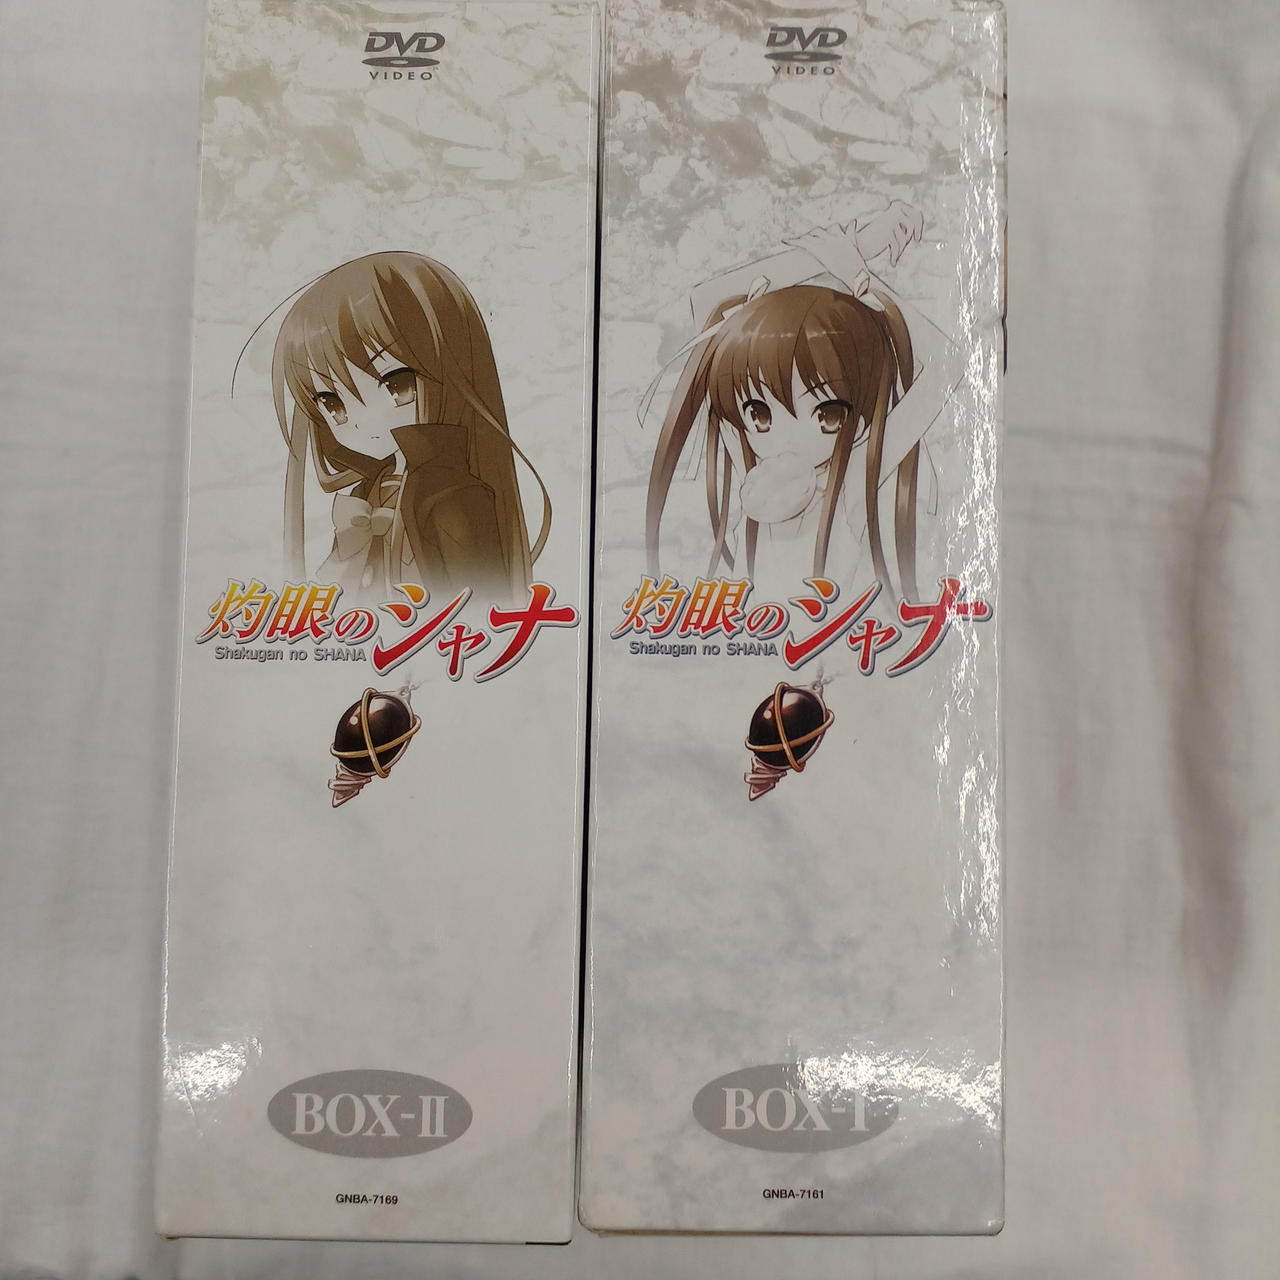 DVD
VIDEO
灼眼のシャナ
Shakugan no SHANA
BOX-II
GNBA-7169
DVD
VIDEO
灼眼のシャナ
Shakugan no SHANA
BOX-I
GNBA-7161